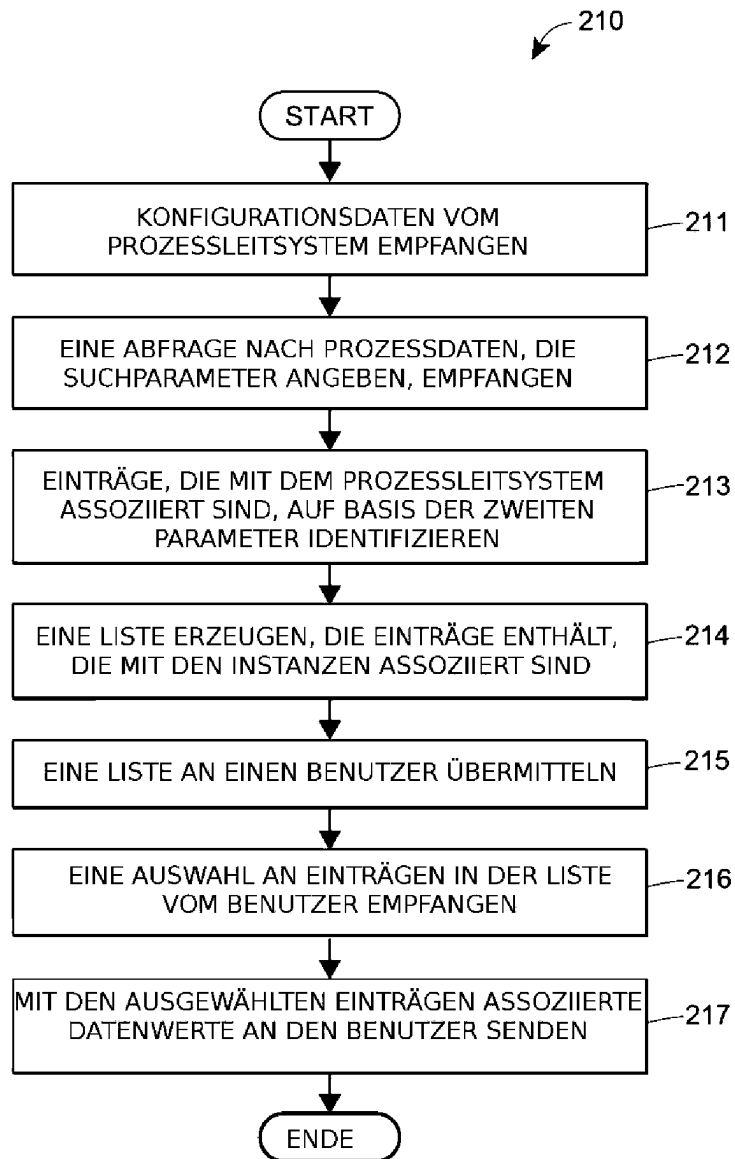 210
START
KONFIGURATIONSDATEN VOM
PROZESSLEITSYSTEM EMPFANGEN
211
EINE ABFRAGE NACH PROZESSDATEN, DIE
SUCHPARAMETER ANGEBEN, EMPFANGEN
212
EINTRÄGE, DIE MIT DEM PROZESSLEITSYSTEM
ASSOZIIERT SIND, AUF BASIS DER ZWEITEN
PARAMETER IDENTIFIZIEREN
213
EINE LISTE ERZEUGEN, DIE EINTRÄGE ENTHÄLT,
DIE MIT DEN INSTANZEN ASSOZIIERT SIND
214
EINE LISTE AN EINEN BENUTZER ÜBERMITTELN
215
EINE AUSWAHL AN EINTRÄGEN IN DER LISTE
VOM BENUTZER EMPFANGEN
216
MIT DEN AUSGEWÄHLTEN EINTRÄGEN ASSOZIIERTE
DATENWERTE AN DEN BENUTZER SENDEN
217
ENDE